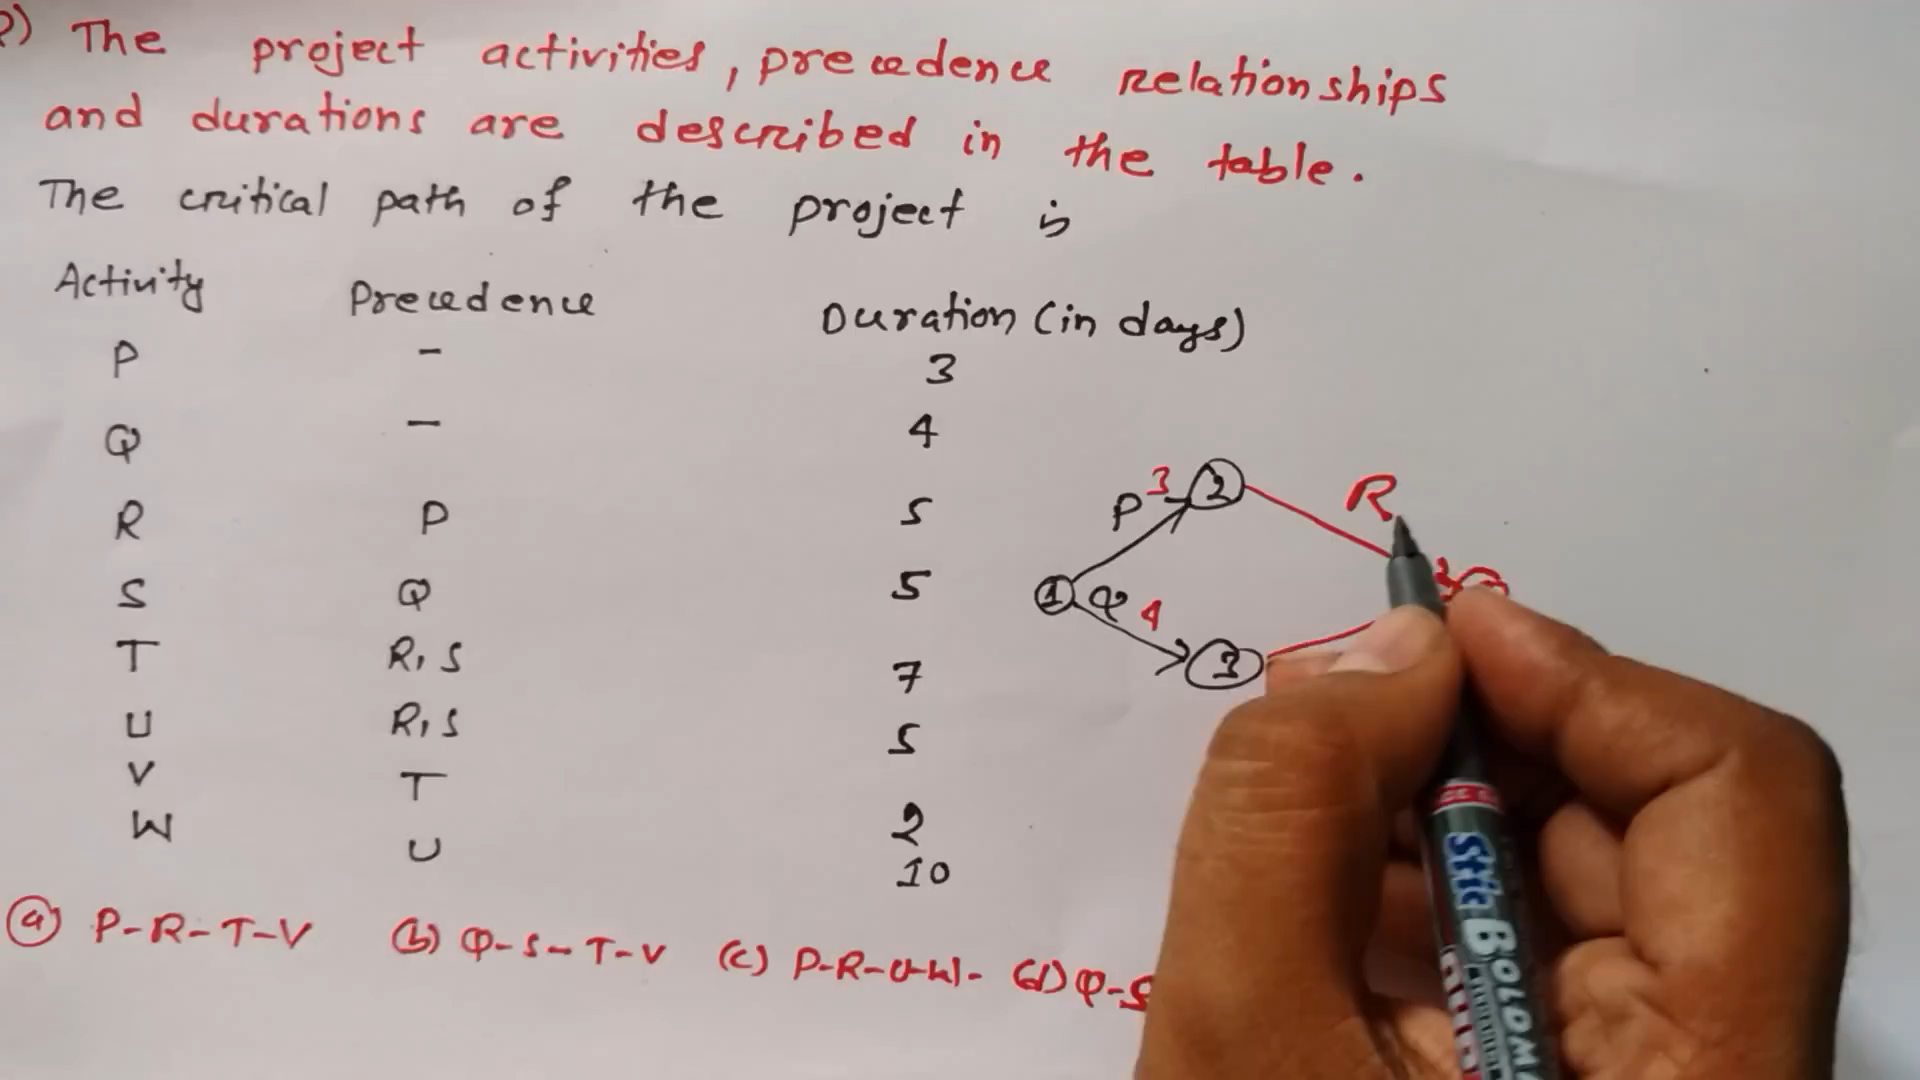 2) The project activities, precedence relationships
and durations are described in the table.
The critical path of the project is
Activity Precedence Duration (in days)
P - 3
Q - 4
R P 5
S Q 5
T R, S 7
U R, S 5
V T 2
W U 10
(a) P-R-T-V (b) Q-S-T-V (c) P-R-U-W- (d) Q-S
P 3 2 R
1 Q 4 3
Stic BOLOMA